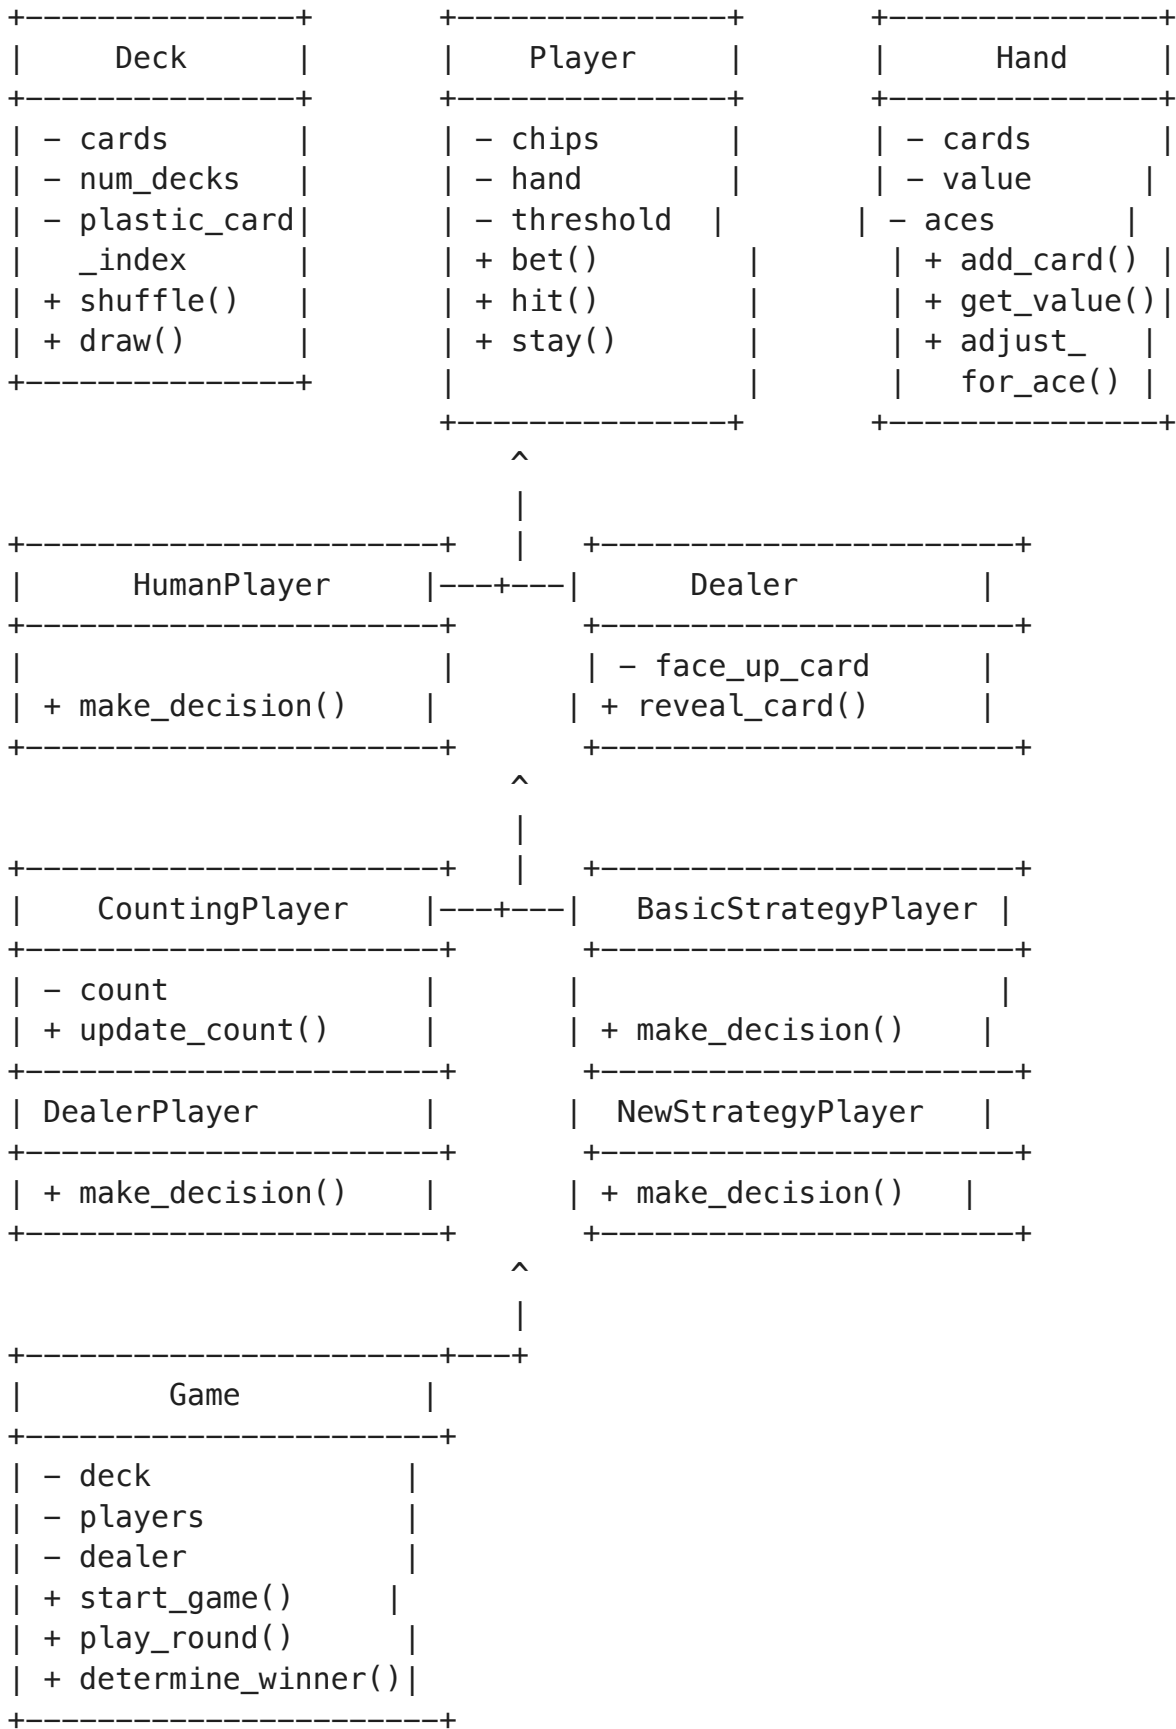 +---------------+       +---------------+       +---------------+
|     Deck      |       |    Player     |       |      Hand     |
+---------------+       +---------------+       +---------------+
| - cards       |       | - chips       |       | - cards       |
| - num_decks   |       | - hand        |       | - value      |
| - plastic_card|       | - threshold  |       | - aces       |
|   _index      |       | + bet()        |       | + add_card() |
| + shuffle()   |       | + hit()        |       | + get_value()|
| + draw()      |       | + stay()       |       | + adjust_   |
+---------------+       |                |       |   for_ace() |
                        +---------------+       +---------------+
                            ^
                            |
+-----------------------+   |   +-----------------------+
|      HumanPlayer     |---+---|      Dealer          |
+-----------------------+       +-----------------------+
|                       |       | - face_up_card      |
| + make_decision()    |       | + reveal_card()      |
+-----------------------+       +-----------------------+
                            ^
                            |
+-----------------------+   |   +-----------------------+
|    CountingPlayer    |---+---|   BasicStrategyPlayer |
+-----------------------+       +-----------------------+
| - count              |       |                       |
| + update_count()     |       | + make_decision()    |
+-----------------------+       +-----------------------+
| DealerPlayer         |       |  NewStrategyPlayer   |
+-----------------------+       +-----------------------+
| + make_decision()    |       | + make_decision()   |
+-----------------------+       +-----------------------+
                            ^
                            |
+-----------------------+---+
|        Game          |
+-----------------------+
| - deck              |
| - players           |
| - dealer            |
| + start_game()     |
| + play_round()      |
| + determine_winner()|
+-----------------------+